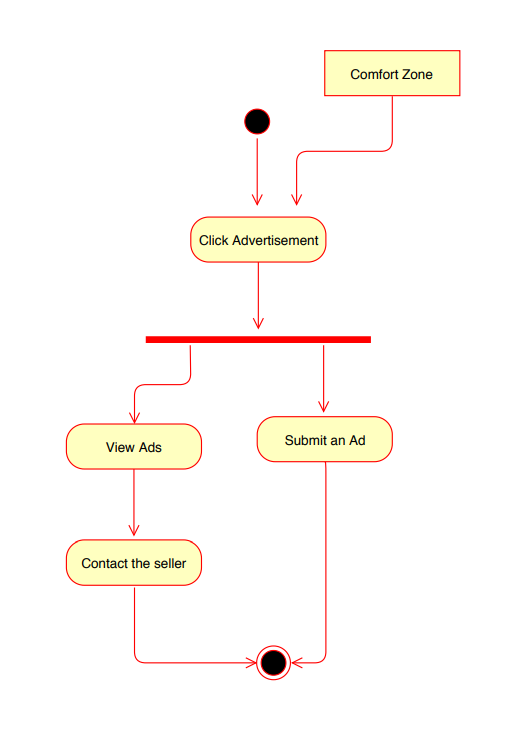 Comfort Zone
Click Advertisement
View Ads
Submit an Ad
Contact the seller